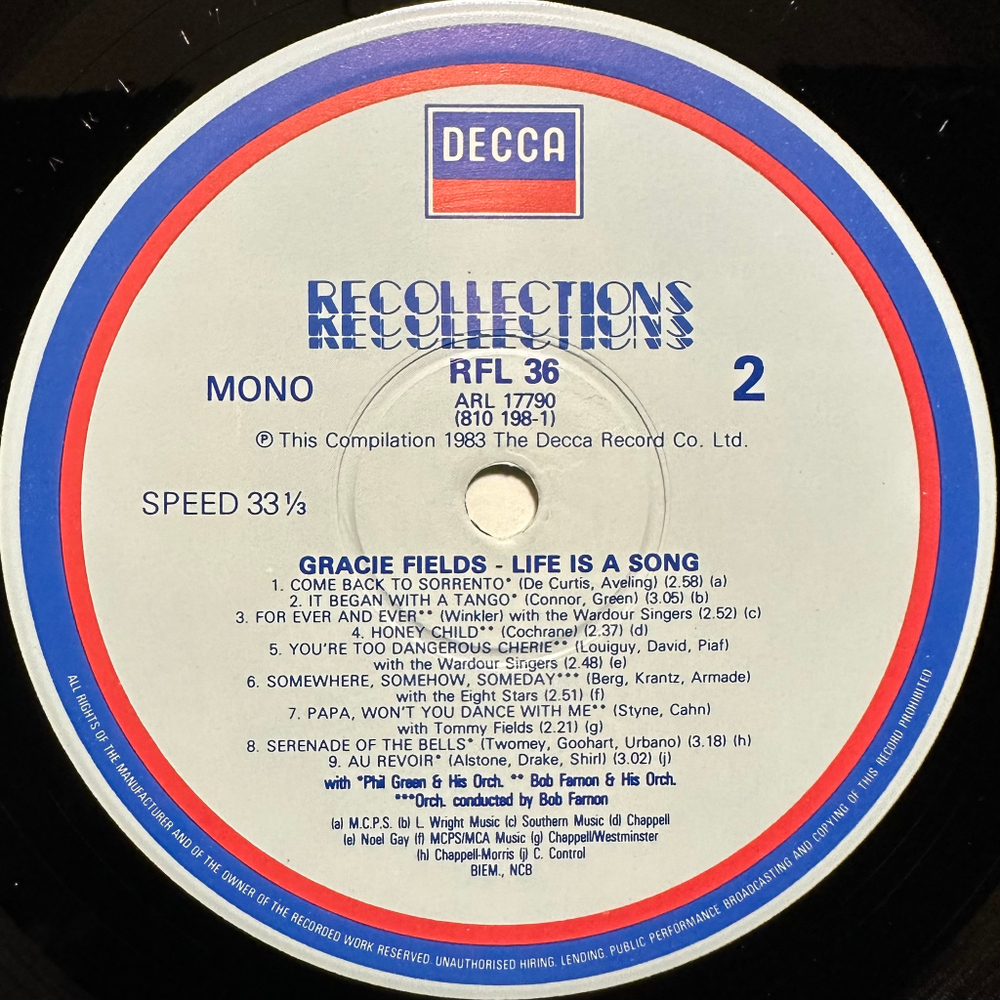 DECCA
RECOLLECTIONS
RECOLLECTIONS
RFL 36
MONO
2
ARL 17790
(810 198-1)
℗ This Compilation 1983 The Decca Record Co. Ltd.
SPEED 33⅓
GRACIE FIELDS - LIFE IS A SONG
1. COME BACK TO SORRENTO* (De Curtis, Aveling) (2.58) (a)
2. IT BEGAN WITH A TANGO* (Connor, Green) (3.05) (b)
3. FOR EVER AND EVER** (Winkler) with the Wardour Singers (2.52) (c)
4. HONEY CHILD** (Cochrane) (2.37) (d)
5. YOU'RE TOO DANGEROUS CHERIE** (Louiguy, David, Piaf)
with the Wardour Singers (2.48) (e)
6. SOMEWHERE, SOMEHOW, SOMEDAY*** (Berg, Krantz, Armade)
with the Eight Stars (2.51) (f)
7. PAPA, WON'T YOU DANCE WITH ME** (Styne, Cahn)
with Tommy Fields (2.21) (g)
8. SERENADE OF THE BELLS* (Twomey, Goohart, Urbano) (3.18) (h)
9. AU REVOIR* (Alstone, Drake, Shirl) (3.02) (j)
with *Phil Green & His Orch. ** Bob Farnon & His Orch.
***Orch. conducted by Bob Farnon
(a) M.C.P.S. (b) L. Wright Music (c) Southern Music (d) Chappell
(e) Noel Gay (f) MCPS/MCA Music (g) Chappell/Westminster
(h) Chappell-Morris (j) C. Control
BIEM., NCB
ALL RIGHTS OF THE MANUFACTURER AND OF THE OWNER OF THE RECORDED WORK RESERVED. UNAUTHORISED HIRING. LENDING. PUBLIC PERFORMANCE BROADCASTING AND COPYING OF THIS RECORD PROHIBITED